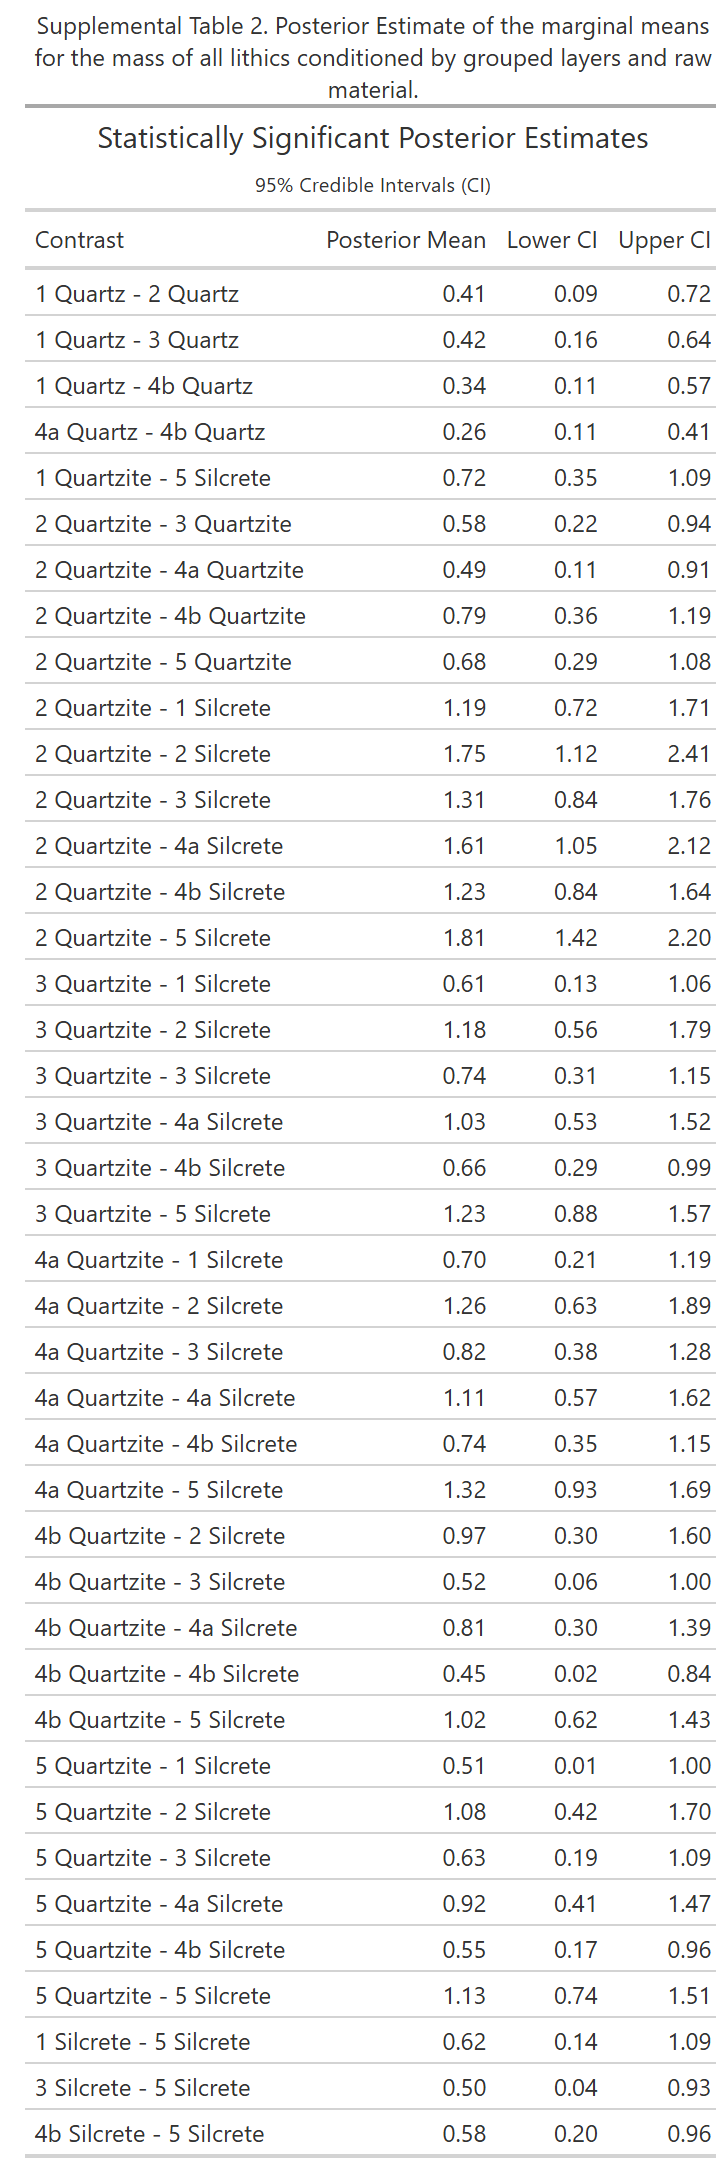 Supplemental Table 2. Posterior Estimate of the marginal means
for the mass of all lithics conditioned by grouped layers and raw
material.
Statistically Significant Posterior Estimates
95% Credible Intervals (CI)
Contrast Posterior Mean Lower CI Upper CI
1 Quartz - 2 Quartz 0.41 0.09 0.72
1 Quartz - 3 Quartz 0.42 0.16 0.64
1 Quartz - 4b Quartz 0.34 0.11 0.57
4a Quartz - 4b Quartz 0.26 0.11 0.41
1 Quartzite - 5 Silcrete 0.72 0.35 1.09
2 Quartzite - 3 Quartzite 0.58 0.22 0.94
2 Quartzite - 4a Quartzite 0.49 0.11 0.91
2 Quartzite - 4b Quartzite 0.79 0.36 1.19
2 Quartzite - 5 Quartzite 0.68 0.29 1.08
2 Quartzite - 1 Silcrete 1.19 0.72 1.71
2 Quartzite - 2 Silcrete 1.75 1.12 2.41
2 Quartzite - 3 Silcrete 1.31 0.84 1.76
2 Quartzite - 4a Silcrete 1.61 1.05 2.12
2 Quartzite - 4b Silcrete 1.23 0.84 1.64
2 Quartzite - 5 Silcrete 1.81 1.42 2.20
3 Quartzite - 1 Silcrete 0.61 0.13 1.06
3 Quartzite - 2 Silcrete 1.18 0.56 1.79
3 Quartzite - 3 Silcrete 0.74 0.31 1.15
3 Quartzite - 4a Silcrete 1.03 0.53 1.52
3 Quartzite - 4b Silcrete 0.66 0.29 0.99
3 Quartzite - 5 Silcrete 1.23 0.88 1.57
4a Quartzite - 1 Silcrete 0.70 0.21 1.19
4a Quartzite - 2 Silcrete 1.26 0.63 1.89
4a Quartzite - 3 Silcrete 0.82 0.38 1.28
4a Quartzite - 4a Silcrete 1.11 0.57 1.62
4a Quartzite - 4b Silcrete 0.74 0.35 1.15
4a Quartzite - 5 Silcrete 1.32 0.93 1.69
4b Quartzite - 2 Silcrete 0.97 0.30 1.60
4b Quartzite - 3 Silcrete 0.52 0.06 1.00
4b Quartzite - 4a Silcrete 0.81 0.30 1.39
4b Quartzite - 4b Silcrete 0.45 0.02 0.84
4b Quartzite - 5 Silcrete 1.02 0.62 1.43
5 Quartzite - 1 Silcrete 0.51 0.01 1.00
5 Quartzite - 2 Silcrete 1.08 0.42 1.70
5 Quartzite - 3 Silcrete 0.63 0.19 1.09
5 Quartzite - 4a Silcrete 0.92 0.41 1.47
5 Quartzite - 4b Silcrete 0.55 0.17 0.96
5 Quartzite - 5 Silcrete 1.13 0.74 1.51
1 Silcrete - 5 Silcrete 0.62 0.14 1.09
3 Silcrete - 5 Silcrete 0.50 0.04 0.93
4b Silcrete - 5 Silcrete 0.58 0.20 0.96